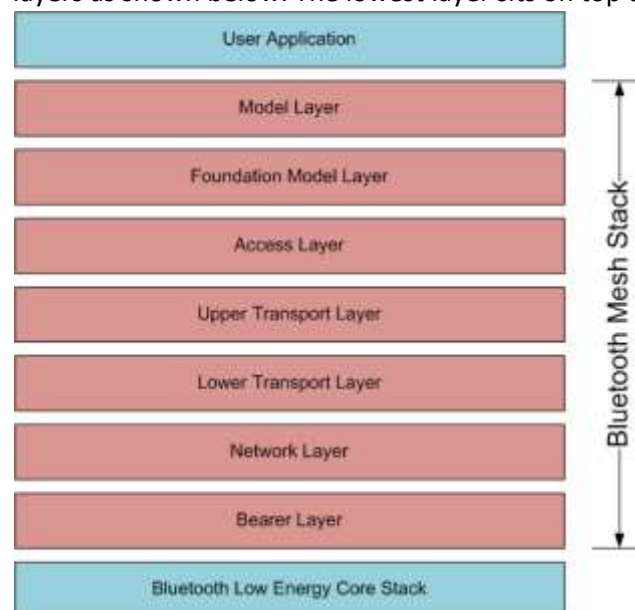 layers as shown below. The lowest layer sits on top
User Application
Model Layer
Foundation Model Layer
Access Layer
Upper Transport Layer
Lower Transport Layer
Network Layer
Bearer Layer
Bluetooth Low Energy Core Stack
Bluetooth Mesh Stack